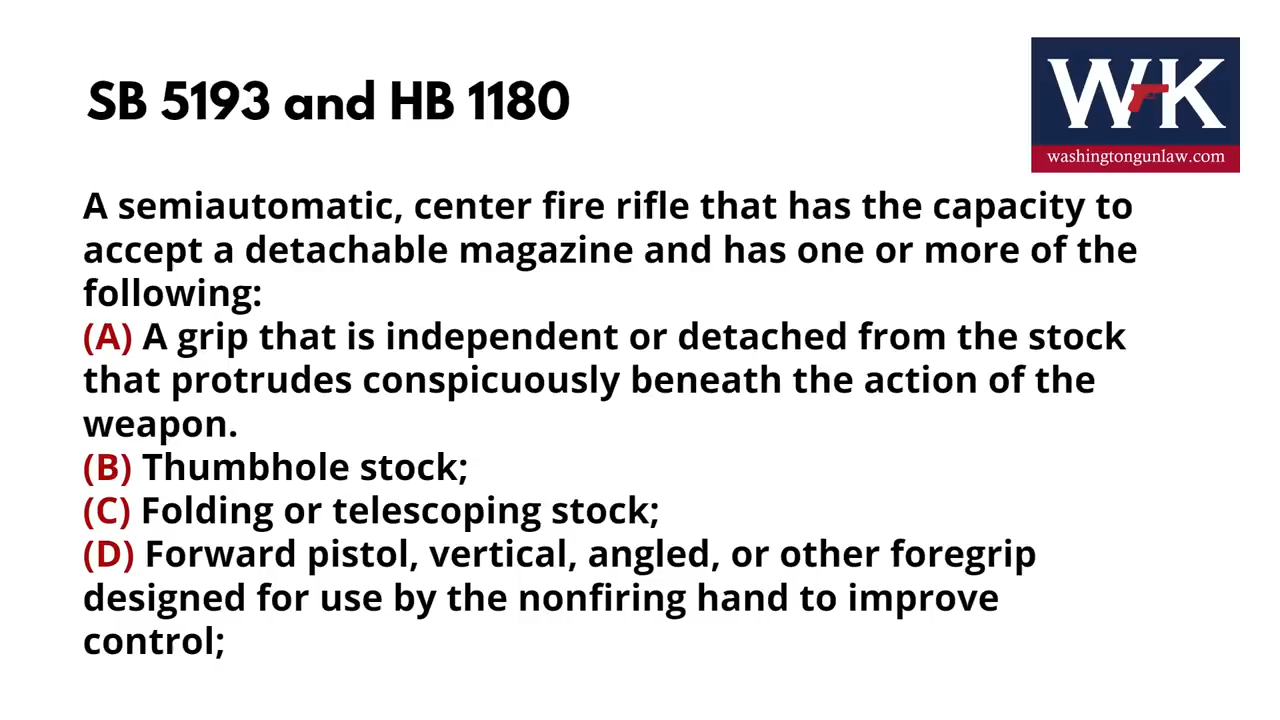 SB 5193 and HB 1180
WK
washingtongunlaw.com
A semiautomatic, center fire rifle that has the capacity to
accept a detachable magazine and has one or more of the
following:
(A) A grip that is independent or detached from the stock
that protrudes conspicuously beneath the action of the
weapon.
(B) Thumbhole stock;
(C) Folding or telescoping stock;
(D) Forward pistol, vertical, angled, or other foregrip
designed for use by the nonfiring hand to improve
control;